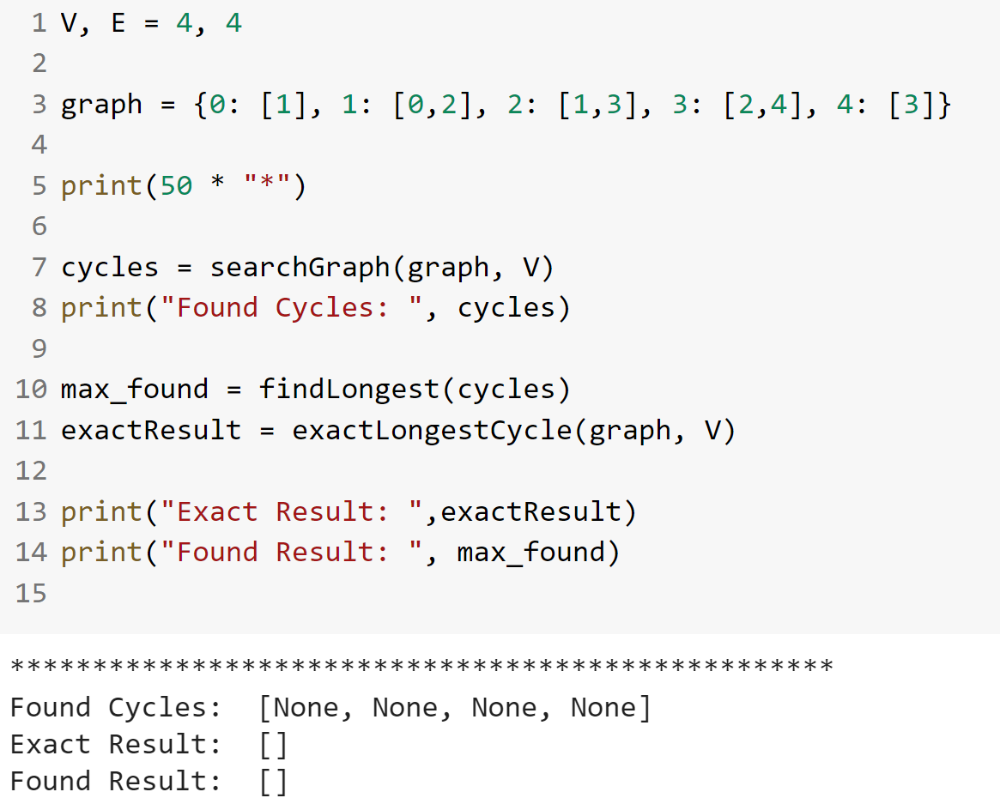 1 V, E = 4, 4
2
3 graph = {0: [1], 1: [0,2], 2: [1,3], 3: [2,4], 4: [3]}
4
5 print(50 * "*")
6
7 cycles = searchGraph(graph, V)
8 print("Found Cycles: ", cycles)
9
10 max_found = findLongest(cycles)
11 exactResult = exactLongestCycle(graph, V)
12
13 print("Exact Result: ",exactResult)
14 print("Found Result: ", max_found)
15
**************************************************
Found Cycles:  [None, None, None, None]
Exact Result:  []
Found Result:  []